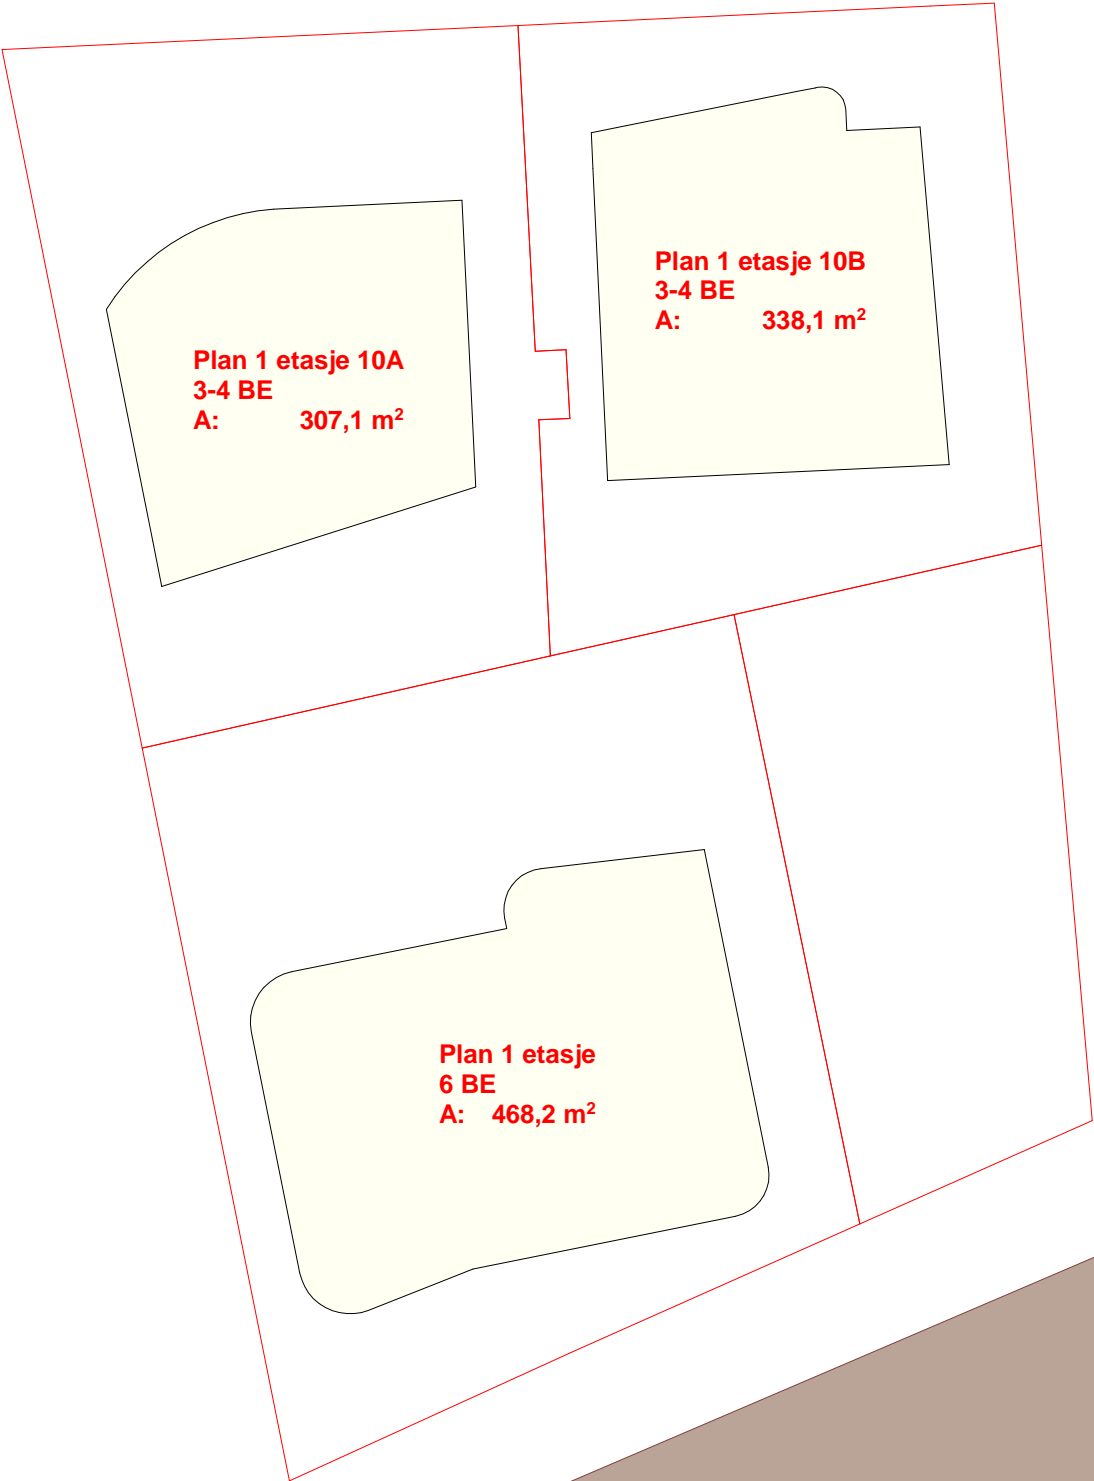 Plan 1 etasje 10B
3-4 BE
A: 338,1 m²
Plan 1 etasje 10A
3-4 BE
A: 307,1 m²
Plan 1 etasje
6 BE
A: 468,2 m²